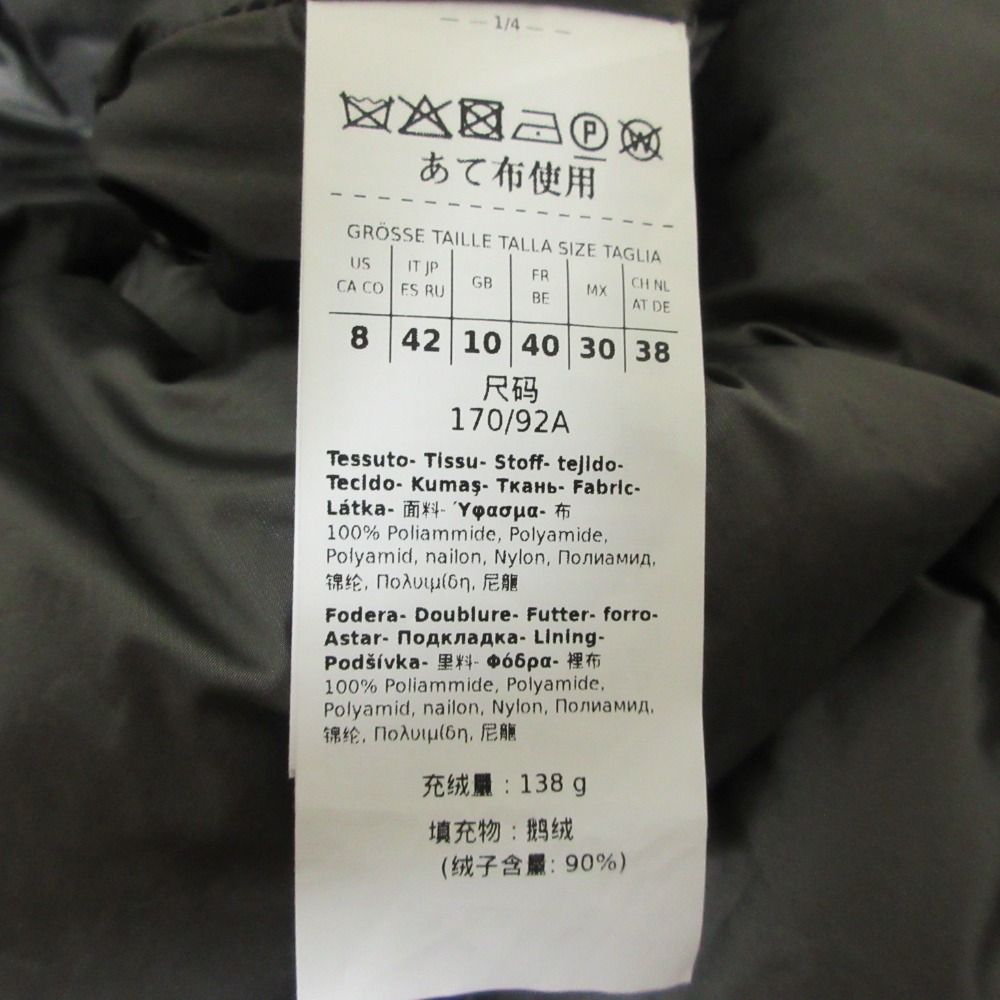 1/4
P W
あて布使用
GRÖSSE TAILLE TALLA SIZE TAGLIA
US IT JP GB FR MX CH NL
CA CO ES RU BE AT DE
8 42 10 40 30 38
尺码
170/92A
Tessuto- Tissu- Stoff- tejido-
Tecido- Kumaş- Ткань- Fabric-
Látka- 面料- Ύφασμα- 布
100% Poliammide, Polyamide,
Polyamid, nailon, Nylon, Полиамид,
锦纶, Πολυιμίδη, 尼龍
Fodera- Doublure- Futter- forro-
Astar- Подкладка- Lining-
Podšívka- 里料- Φόδρα- 裡布
100% Poliammide, Polyamide,
Polyamid, nailon, Nylon, Полиамид,
锦纶, Πολυιμίδη, 尼龍
充绒量 : 138 g
填充物 : 鹅绒
(绒子含量: 90%)